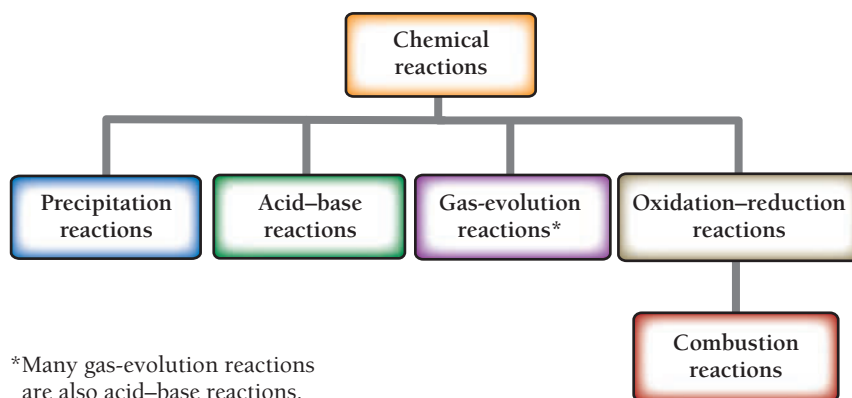 Chemical
reactions
Precipitation
reactions
Acid–base
reactions
Gas-evolution
reactions*
Oxidation–reduction
reactions
Combustion
reactions
*Many gas-evolution reactions
are also acid–base reactions.